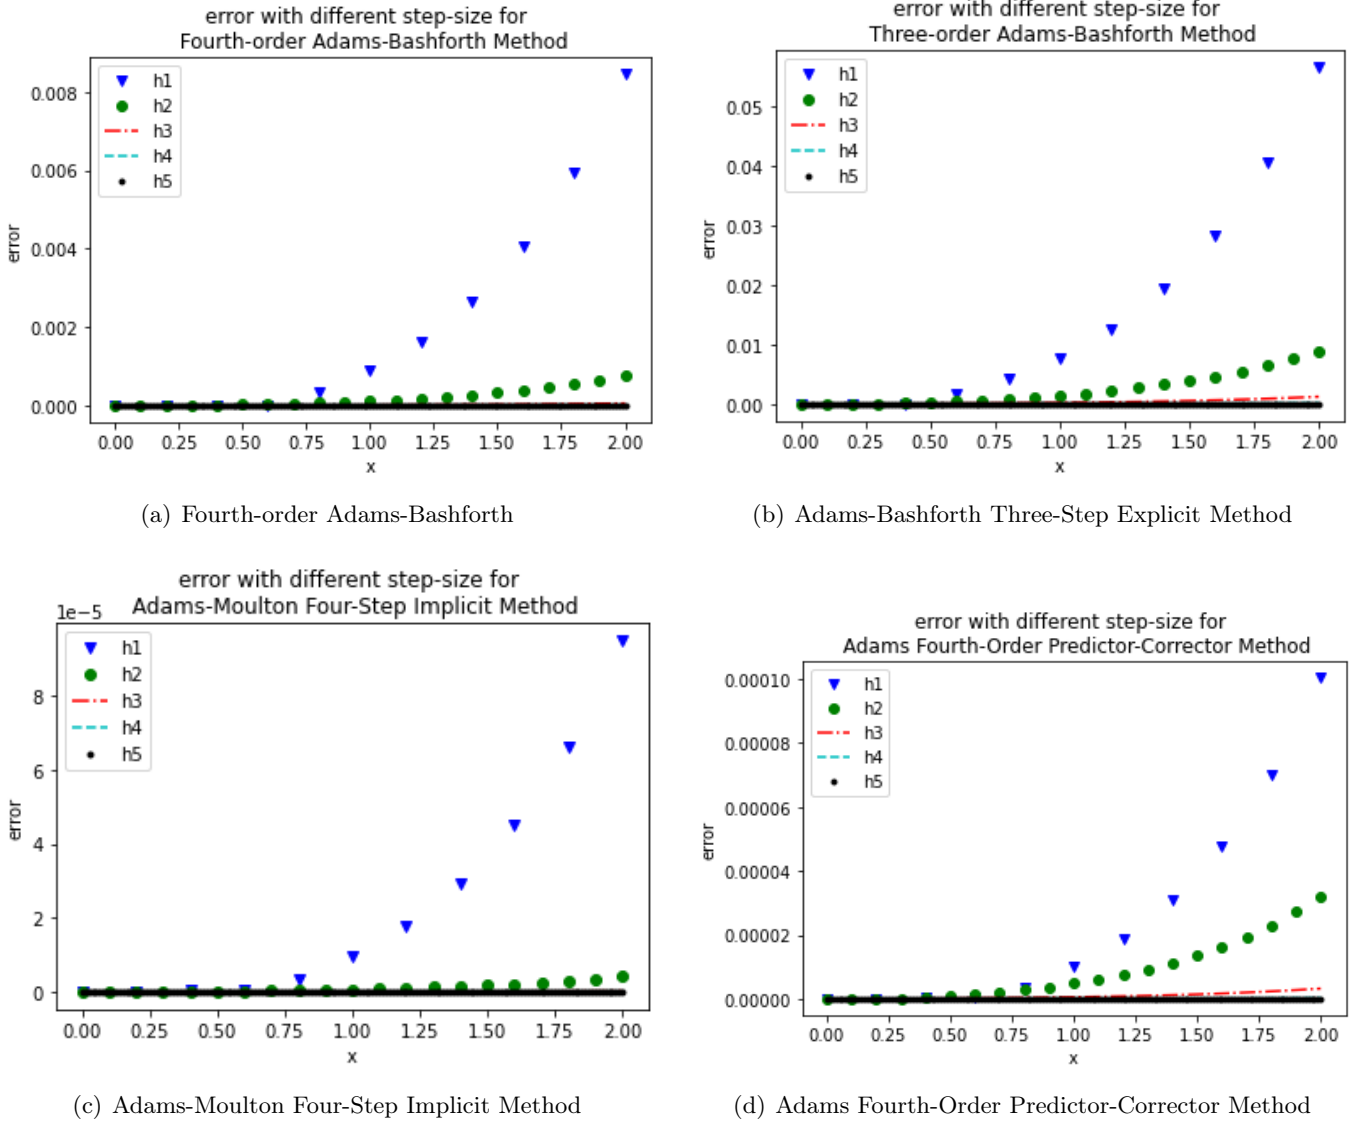 error with different step-size for
Fourth-order Adams-Bashforth Method
h1
h2
h3
h4
h5
0.008
0.006
0.004
0.002
0.000
error
0.00 0.25 0.50 0.75 1.00 1.25 1.50 1.75 2.00
x
(a) Fourth-order Adams-Bashforth
error with different step-size for
Three-order Adams-Bashforth Method
h1
h2
h3
h4
h5
0.05
0.04
0.03
0.02
0.01
0.00
error
0.00 0.25 0.50 0.75 1.00 1.25 1.50 1.75 2.00
x
(b) Adams-Bashforth Three-Step Explicit Method
error with different step-size for
Adams-Moulton Four-Step Implicit Method
1e−5
h1
h2
h3
h4
h5
8
6
4
2
0
error
0.00 0.25 0.50 0.75 1.00 1.25 1.50 1.75 2.00
x
(c) Adams-Moulton Four-Step Implicit Method
error with different step-size for
Adams Fourth-Order Predictor-Corrector Method
h1
h2
h3
h4
h5
0.00010
0.00008
0.00006
0.00004
0.00002
0.00000
error
0.00 0.25 0.50 0.75 1.00 1.25 1.50 1.75 2.00
x
(d) Adams Fourth-Order Predictor-Corrector Method